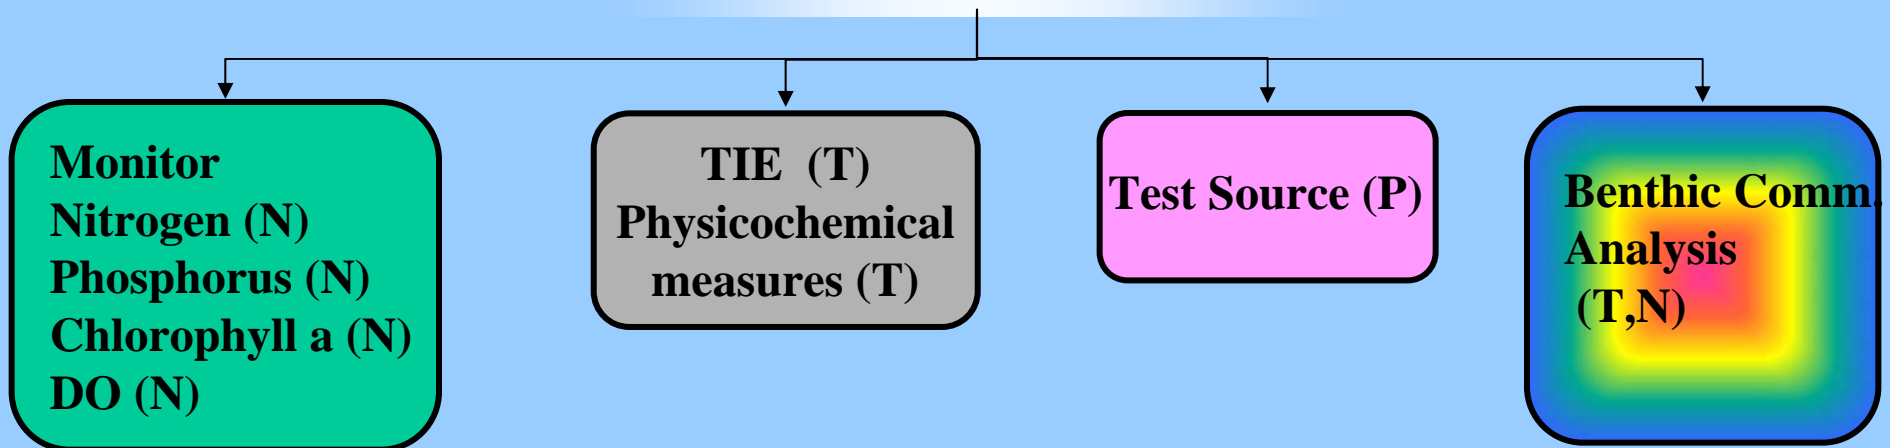 Monitor
Nitrogen (N)
Phosphorus (N)
Chlorophyll a (N)
DO (N)
TIE (T)
Physicochemical
measures (T)
Test Source (P)
Benthic Comm.
Analysis
(T,N)